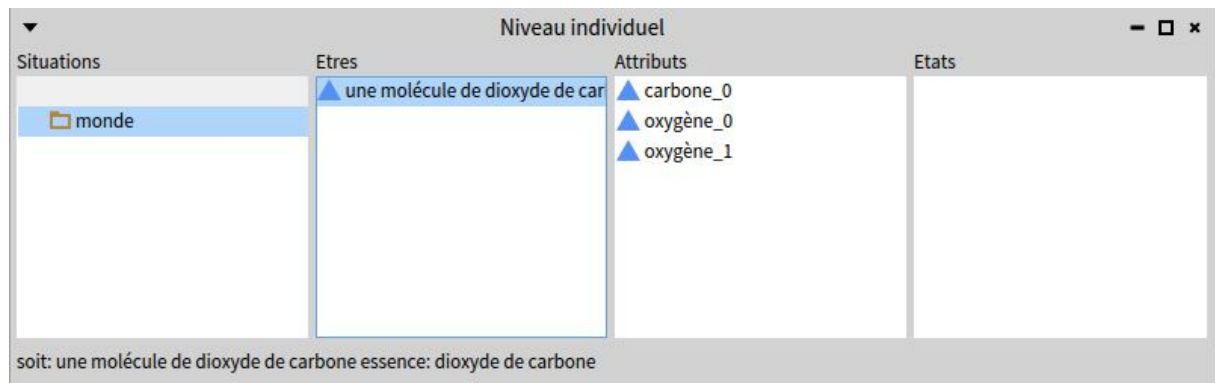 Niveau individuel
Situations Etres Attributs Etats
une molécule de dioxyde de car carbone_0
monde oxygène_0
oxygène_1
soit: une molécule de dioxyde de carbone essence: dioxyde de carbone